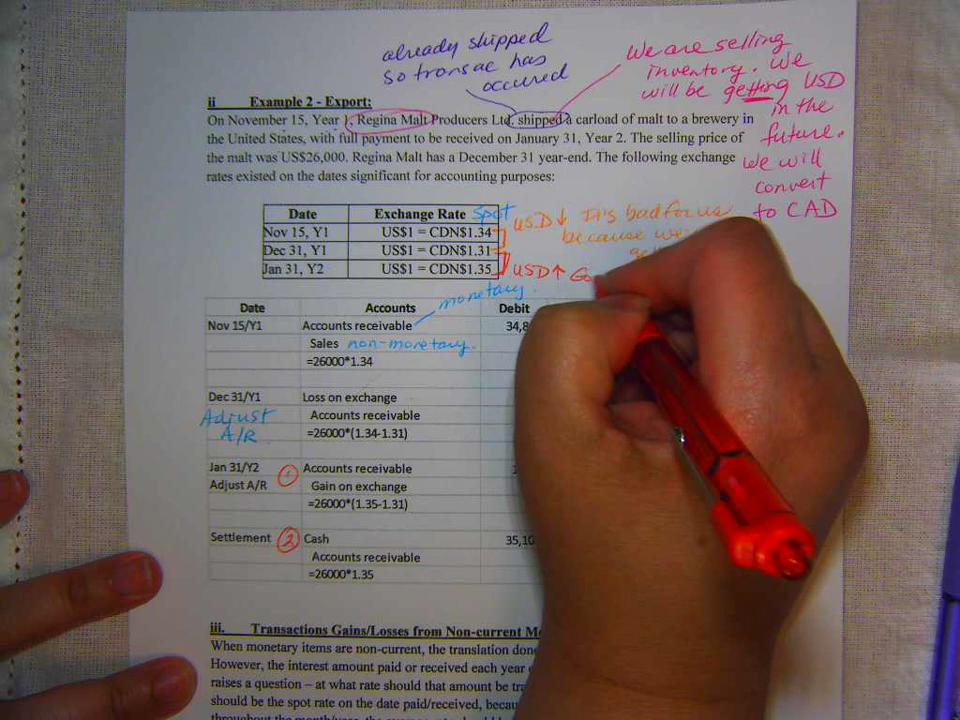 already shipped
so transac has
occured
We are selling
inventory. We
will be getting USD
in the
future.
We will
convert
to CAD
ii Example 2 - Export:
On November 15, Year 1, Regina Malt Producers Ltd. shipped a carload of malt to a brewery in
the United States, with full payment to be received on January 31, Year 2. The selling price of
the malt was US$26,000. Regina Malt has a December 31 year-end. The following exchange
rates existed on the dates significant for accounting purposes:
Date Exchange Rate Spot
Nov 15, Y1 US$1 = CDN$1.34
Dec 31, Y1 US$1 = CDN$1.31
Jan 31, Y2 US$1 = CDN$1.35
USD↓ It's bad for us
because
USD↑
monetary.
Date Accounts Debit
Nov 15/Y1 Accounts receivable 34,8
Sales non-monetary.
=26000*1.34
Dec 31/Y1 Loss on exchange
Adjust Accounts receivable
A/R =26000*(1.34-1.31)
Jan 31/Y2 1 Accounts receivable
Adjust A/R Gain on exchange
=26000*(1.35-1.31)
Settlement 2 Cash 35,10
Accounts receivable
=26000*1.35
iii. Transactions Gains/Losses from Non-current
When monetary items are non-current, the translation
However, the interest amount paid or received each year
raises a question – at what rate should that amount be
should be the spot rate on the date paid/received,
throughout the